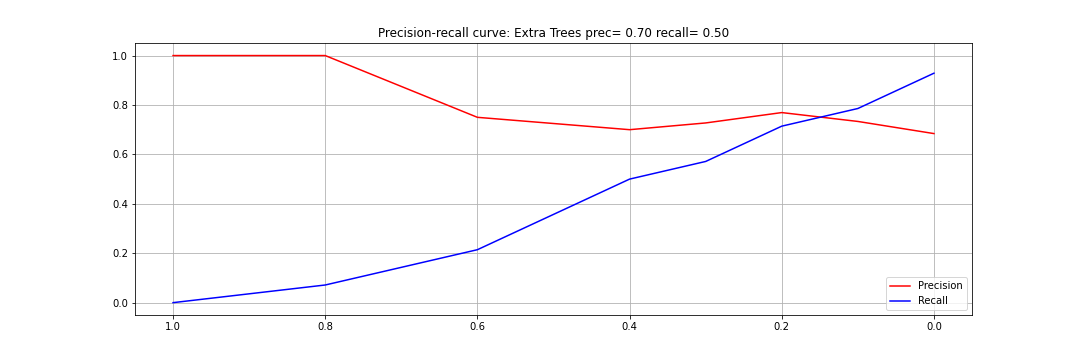 Precision-recall curve: Extra Trees prec= 0.70 recall= 0.50
1.0
0.8
0.6
0.4
0.2
0.0
Precision
Recall
1.0 0.8 0.6 0.4 0.2 0.0